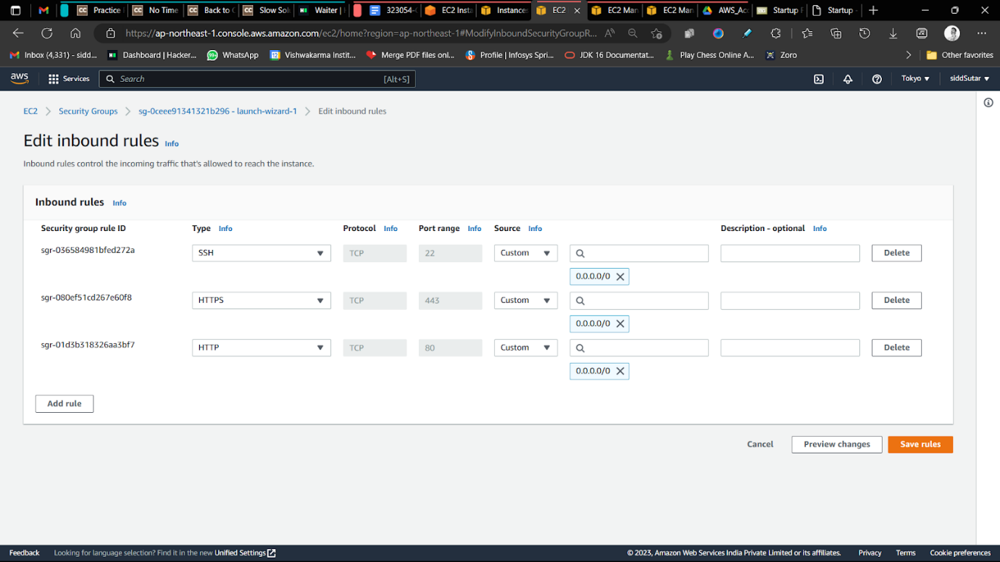 Practice
No Time
Back to
Slow Sol
Waiter |
323054-
EC2 Inst
Instance
EC2
EC2 Man
EC2 Man
AWS_Acc
Startup
Startup -
https://ap-northeast-1.console.aws.amazon.com/ec2/home?region=ap-northeast-1#ModifyInboundSecurityGroupR...
Inbox (4,331) - sidd...
Dashboard | Hacker...
WhatsApp
Vishwakarma Instit...
Merge PDF files onl...
Profile | Infosys Spri...
JDK 16 Documentat...
Play Chess Online A...
Zoro
Other favorites
aws
Services
Search
[Alt+S]
Tokyo
siddSutar
EC2 > Security Groups > sg-0ceee91341321b296 - launch-wizard-1 > Edit inbound rules
Edit inbound rules Info
Inbound rules control the incoming traffic that's allowed to reach the instance.
Inbound rules Info
Security group rule ID Type Info Protocol Info Port range Info Source Info Description - optional Info
sgr-036584981bfed272a SSH TCP 22 Custom Delete
0.0.0.0/0
sgr-080ef51cd267e60f8 HTTPS TCP 443 Custom Delete
0.0.0.0/0
sgr-01d3b318326aa3bf7 HTTP TCP 80 Custom Delete
0.0.0.0/0
Add rule
Cancel Preview changes Save rules
Feedback Looking for language selection? Find it in the new Unified Settings © 2023, Amazon Web Services India Private Limited or its affiliates. Privacy Terms Cookie preferences